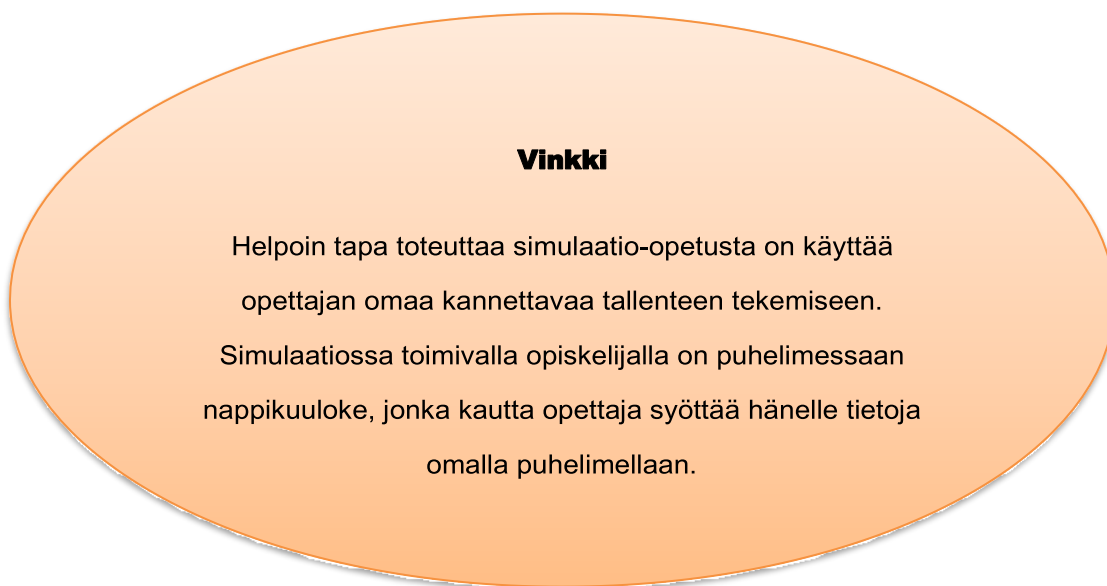 Vinkki
Helpoin tapa toteuttaa simulaatio-opetusta on käyttää
opettajan omaa kannettavaa tallenteen tekemiseen.
Simulaatiossa toimivalla opiskelijalla on puhelimessaan
nappikuuloke, jonka kautta opettaja syöttää hänelle tietoja
omalla puhelimellaan.